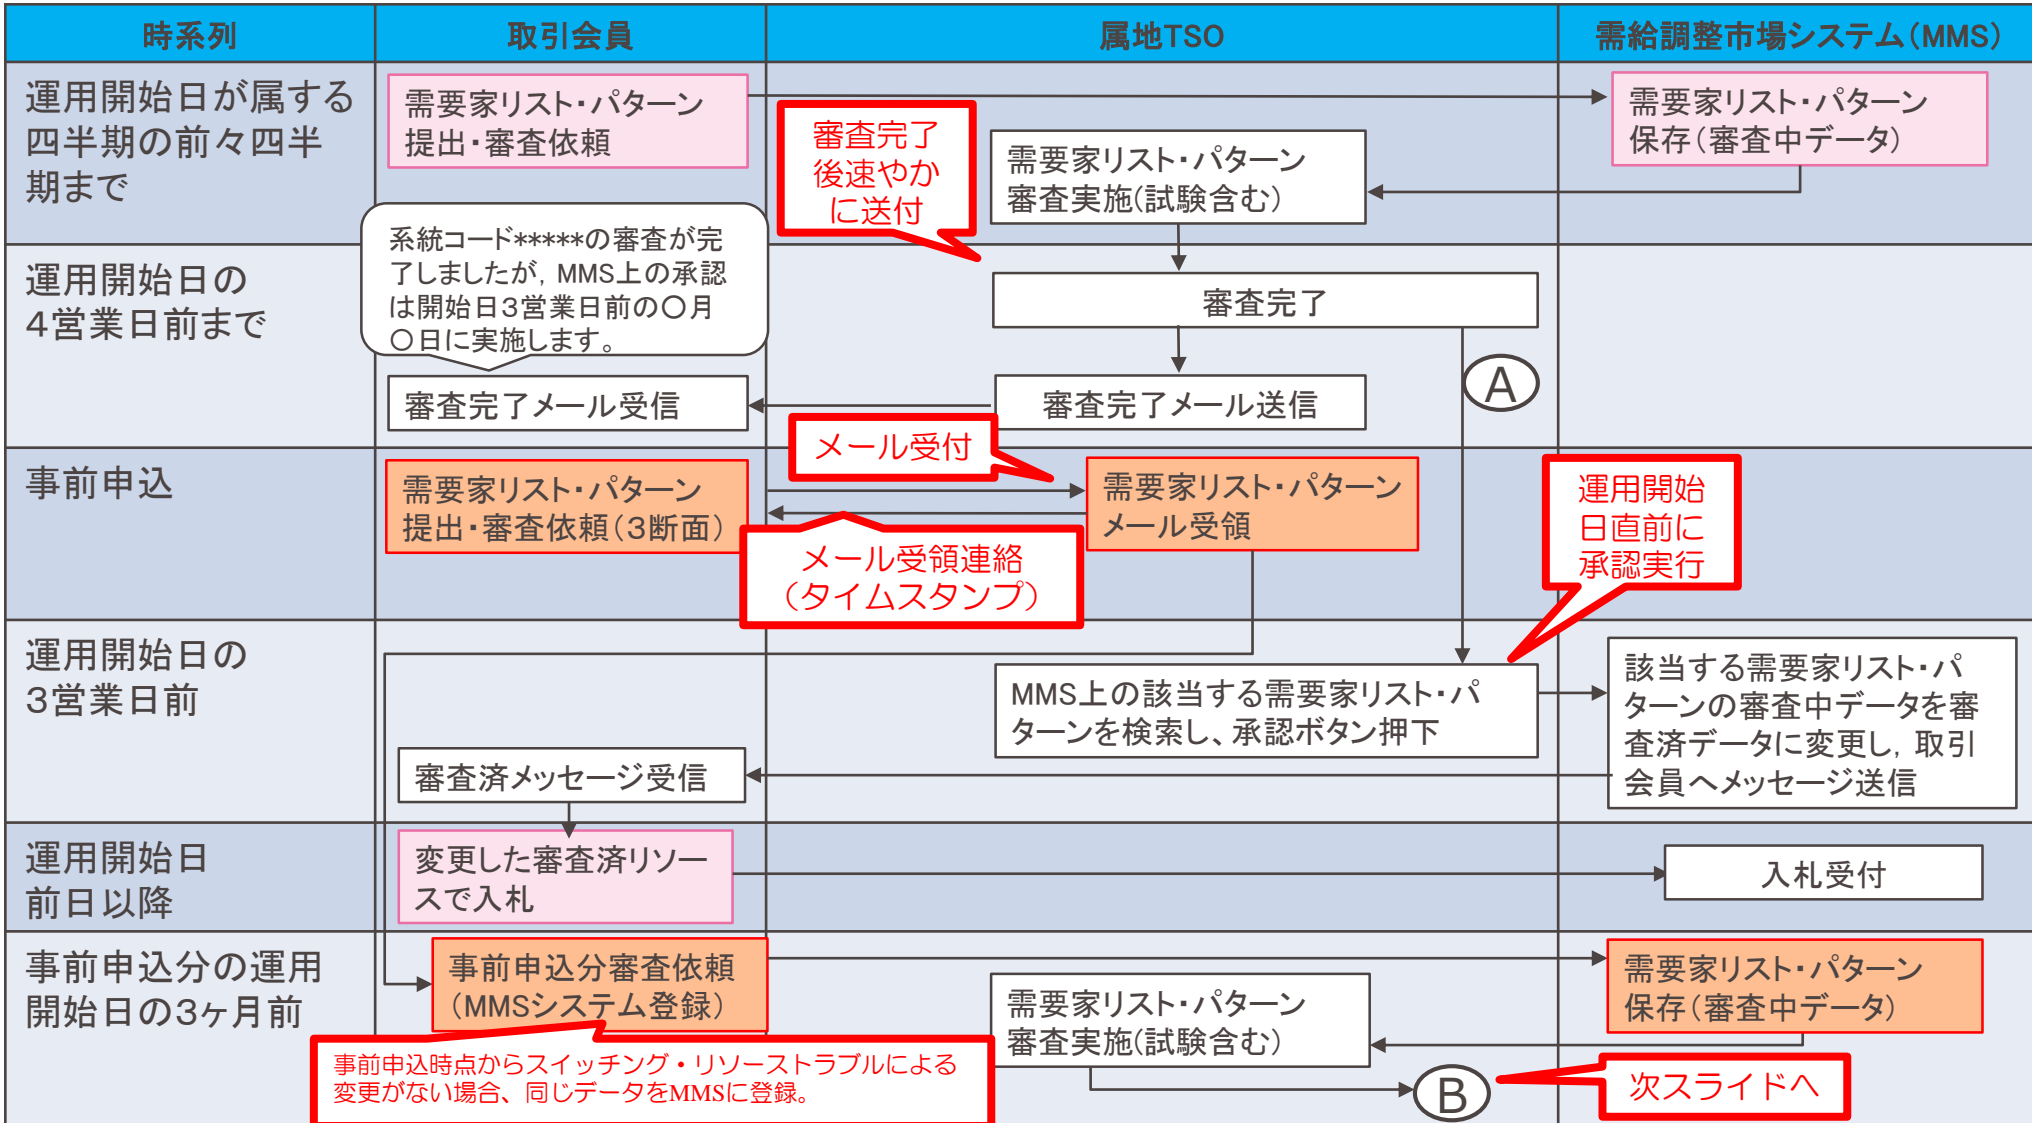 時系列
取引会員
属地TSO
需給調整市場システム(MMS)
運用開始日が属する
四半期の前々四半
期まで
需要家リスト・パターン
提出・審査依頼
審査完了
後速やか
に送付
需要家リスト・パターン
審査実施(試験含む)
需要家リスト・パターン
保存(審査中データ)
運用開始日の
4営業日前まで
系統コード*****の審査が完
了しましたが, MMS上の承認
は開始日3営業日前の〇月
〇日に実施します。
審査完了
審査完了メール受信
審査完了メール送信
A
事前申込
需要家リスト・パターン
提出・審査依頼(3断面)
メール受付
需要家リスト・パターン
メール受領
メール受領連絡
(タイムスタンプ)
運用開始
日直前に
承認実行
運用開始日の
3営業日前
MMS上の該当する需要家リスト・パ
ターンを検索し、承認ボタン押下
該当する需要家リスト・パ
ターンの審査中データを審
査済データに変更し, 取引
会員へメッセージ送信
審査済メッセージ受信
運用開始日
前日以降
変更した審査済リソー
スで入札
入札受付
事前申込分の運用
開始日の3ヶ月前
事前申込分審査依頼
(MMSシステム登録)
需要家リスト・パターン
審査実施(試験含む)
需要家リスト・パターン
保存(審査中データ)
事前申込時点からスイッチング・リソーストラブルによる
変更がない場合、同じデータをMMSに登録。
B
次スライドへ